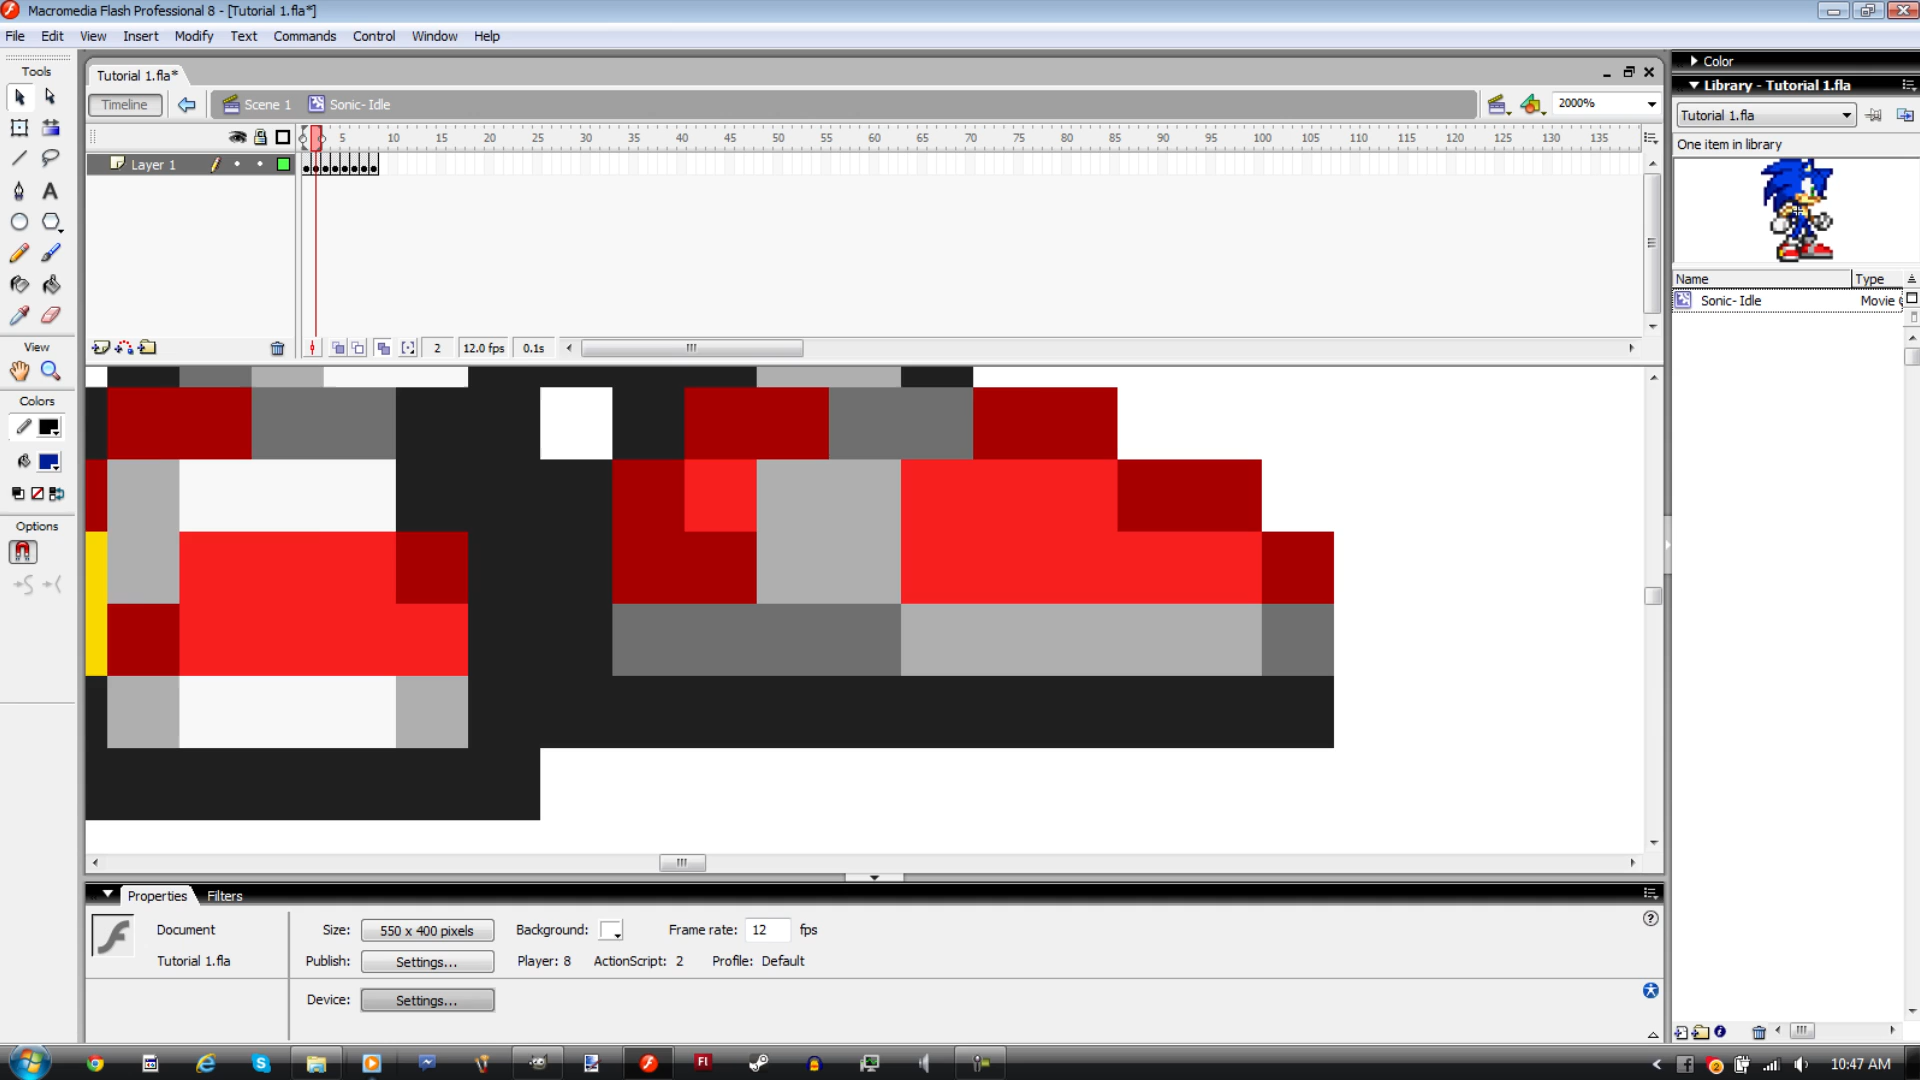 Macromedia Flash Professional 8 - [Tutorial 1.fla*]
File Edit View Insert Modify Text Commands Control Window Help
Tools
Tutorial 1.fla*
Timeline Scene 1 Sonic- Idle 2000%
5 10 15 20 25 30 35 40 45 50 55 60 65 70 75 80 85 90 95 100 105 110 115 120 125 130 135
Layer 1
2 12.0 fps 0.1s
View
Colors
Options
Color
Library - Tutorial 1.fla
Tutorial 1.fla
One item in library
Name Type
Sonic- Idle Movie
Properties Filters
Document Size: 550 x 400 pixels Background: Frame rate: 12 fps
Tutorial 1.fla Publish: Settings... Player: 8 ActionScript: 2 Profile: Default
Device: Settings...
10:47 AM